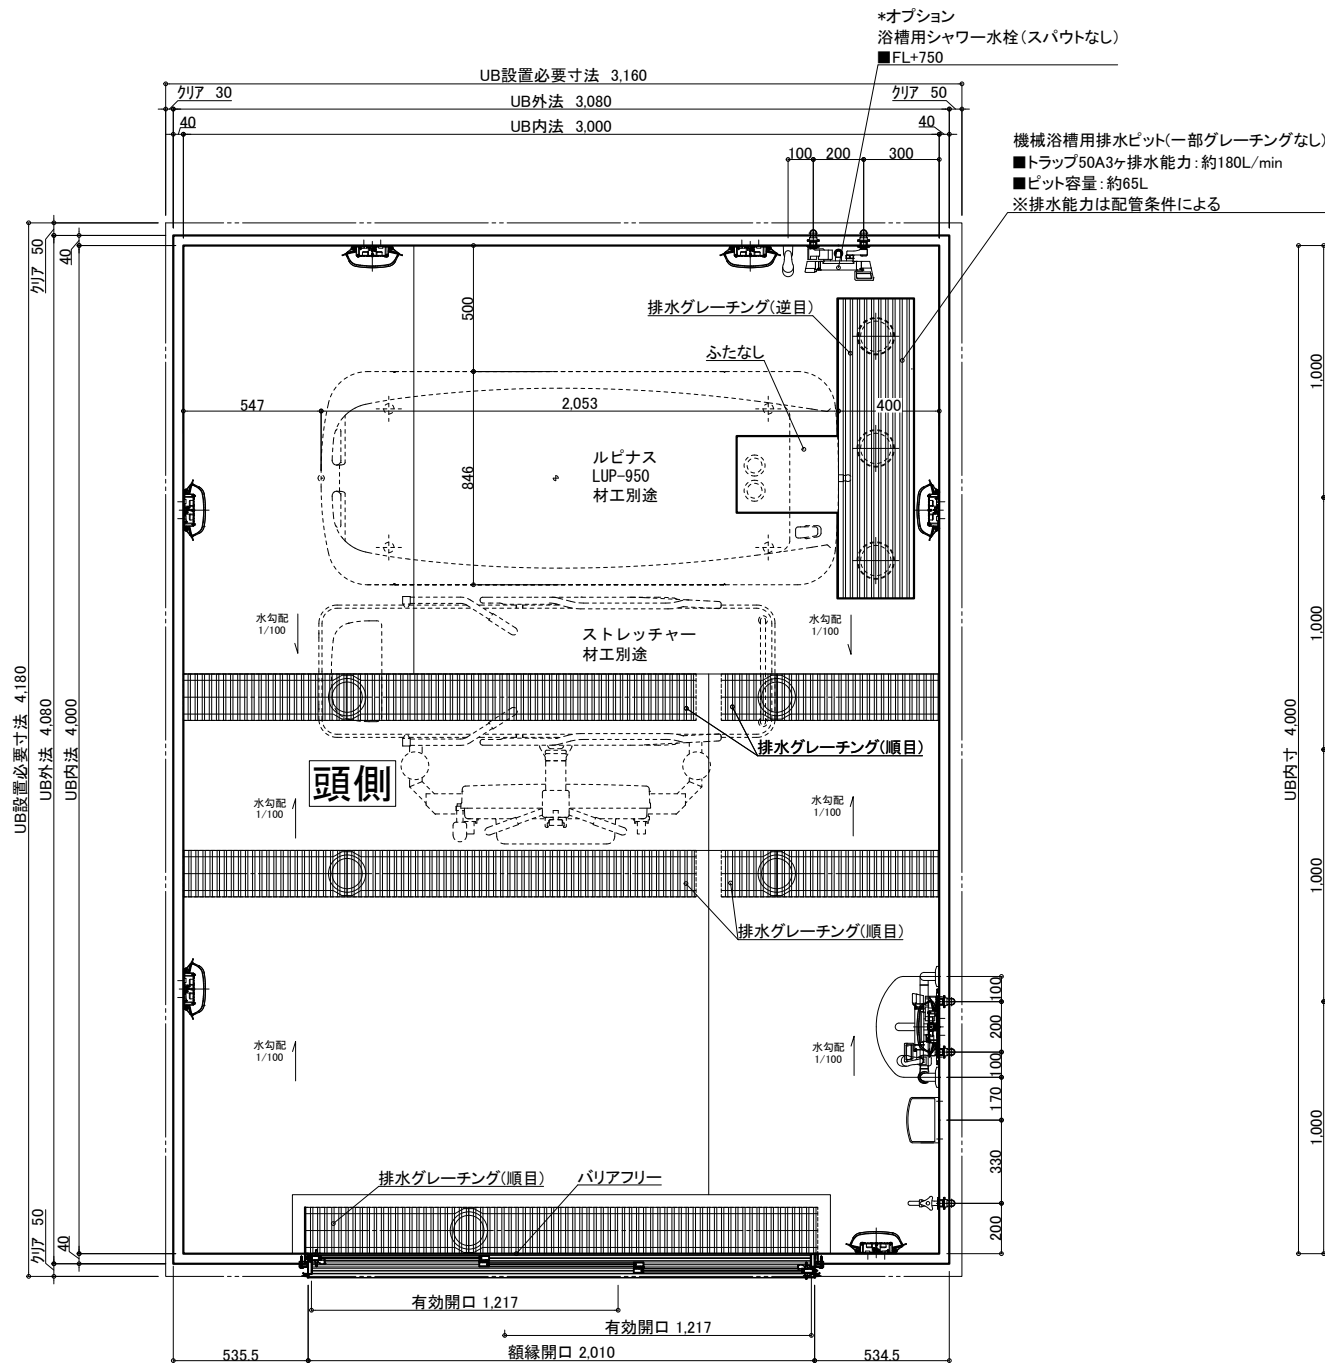 *オプション
浴槽用シャワー水栓(スパウトなし)
■FL+750
UB設置必要寸法 3,160
クリア 30
UB外法 3,080
クリア 50
40
UB内法 3,000
40
100
200
300
機械浴槽用排水ピット(一部グレーチングなし)
■トラップ50A3ヶ排水能力:約180L/min
■ピット容量:約65L
※排水能力は配管条件による
クリア 50
40
500
排水グレーチング(逆目)
ふたなし
1,000
547
2,053
400
846
ルピナス
LUP-950
材工別途
水勾配
1/100
ストレッチャー
材工別途
水勾配
1/100
1,000
UB設置必要寸法 4,180
UB外法 4,080
UB内法 4,000
排水グレーチング(順目)
UB内寸 4,000
頭側
水勾配
1/100
水勾配
1/100
1,000
排水グレーチング(順目)
100
200
100
170
330
200
水勾配
1/100
水勾配
1/100
1,000
排水グレーチング(順目)
バリアフリー
クリア 50
40
有効開口 1,217
有効開口 1,217
535.5
額縁開口 2,010
534.5